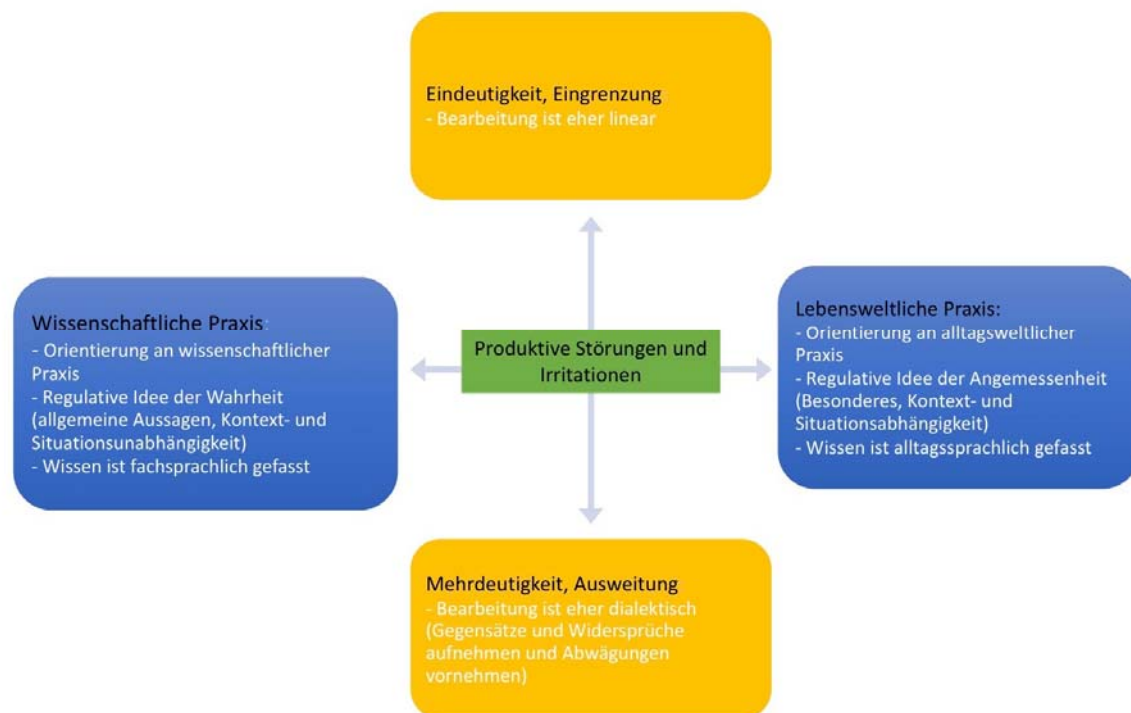 Eindeutigkeit, Eingrenzung
- Bearbeitung ist eher linear
Wissenschaftliche Praxis:
- Orientierung an wissenschaftlicher
Praxis
- Regulative Idee der Wahrheit
(allgemeine Aussagen, Kontext- und
Situationsunabhängigkeit)
- Wissen ist fachsprachlich gefasst
Produktive Störungen und
Irritationen
Lebensweltliche Praxis:
- Orientierung an alltagsweltlicher
Praxis
- Regulative Idee der Angemessenheit
(Besonderes, Kontext- und
Situationsabhängigkeit)
- Wissen ist alltagssprachlich gefasst
Mehrdeutigkeit, Ausweitung
- Bearbeitung ist eher dialektisch
(Gegensätze und Widersprüche
aufnehmen und Abwägungen
vornehmen)